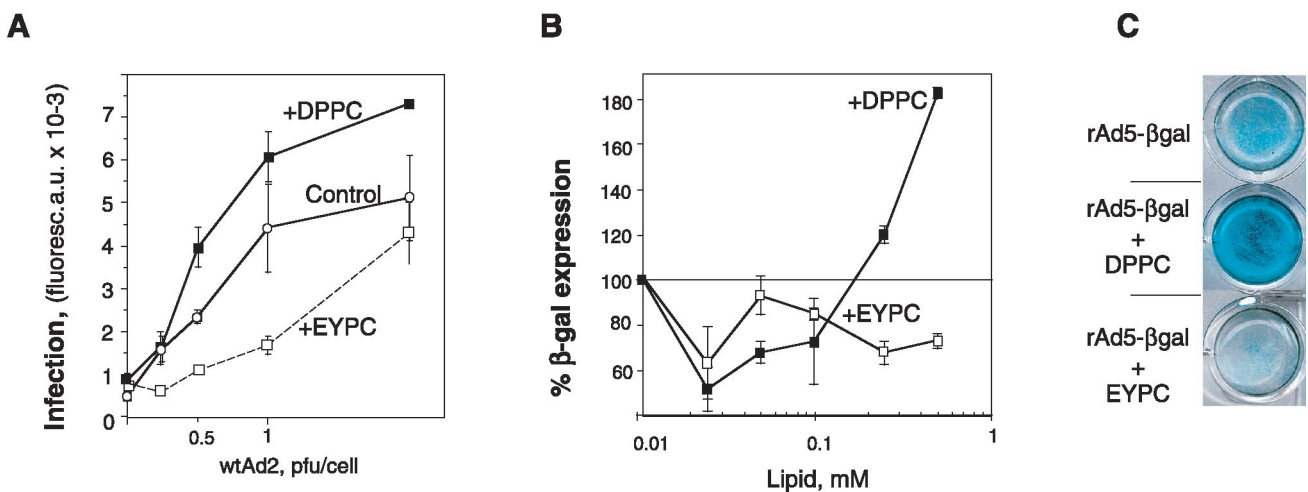 A
B
C
Infection, (fluoresc.a.u. x 10-3)
7
6
5
4
3
2
1
0
+DPPC
Control
+EYPC
0.5
1
wtAd2, pfu/cell
% β-gal expression
180
160
140
120
100
80
60
+DPPC
+EYPC
0.01
0.1
1
Lipid, mM
rAd5-βgal
rAd5-βgal
+
DPPC
rAd5-βgal
+
EYPC